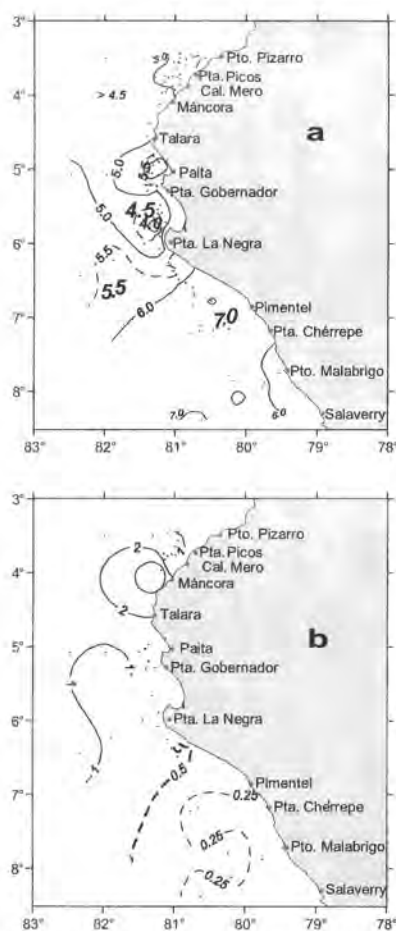 3°
Pto. Pizarro
5.0
Pta. Picos
Cal. Mero
4°
> 4.5
Máncora
Talara
a
5.0
5.5
5°
Paita
Pta. Gobernador
5.0
4.5
4.0
6°
Pta. La Negra
5.5
5.5
6.0
7.0
7°
Pimentel
Pta. Chérrepe
Pto. Malabrigo
8°
7.0
6.0
Salaverry
83° 82° 81° 80° 79° 78°
3°
Pto. Pizarro
2
Pta. Picos
Cal. Mero
4°
Máncora
2
Talara
b
5°
Paita
Pta. Gobernador
1
6°
Pta. La Negra
1
0.5
7°
Pimentel
0.25
Pta. Chérrepe
0.25
Pto. Malabrigo
8°
0.25
Salaverry
83° 82° 81° 80° 79° 78°